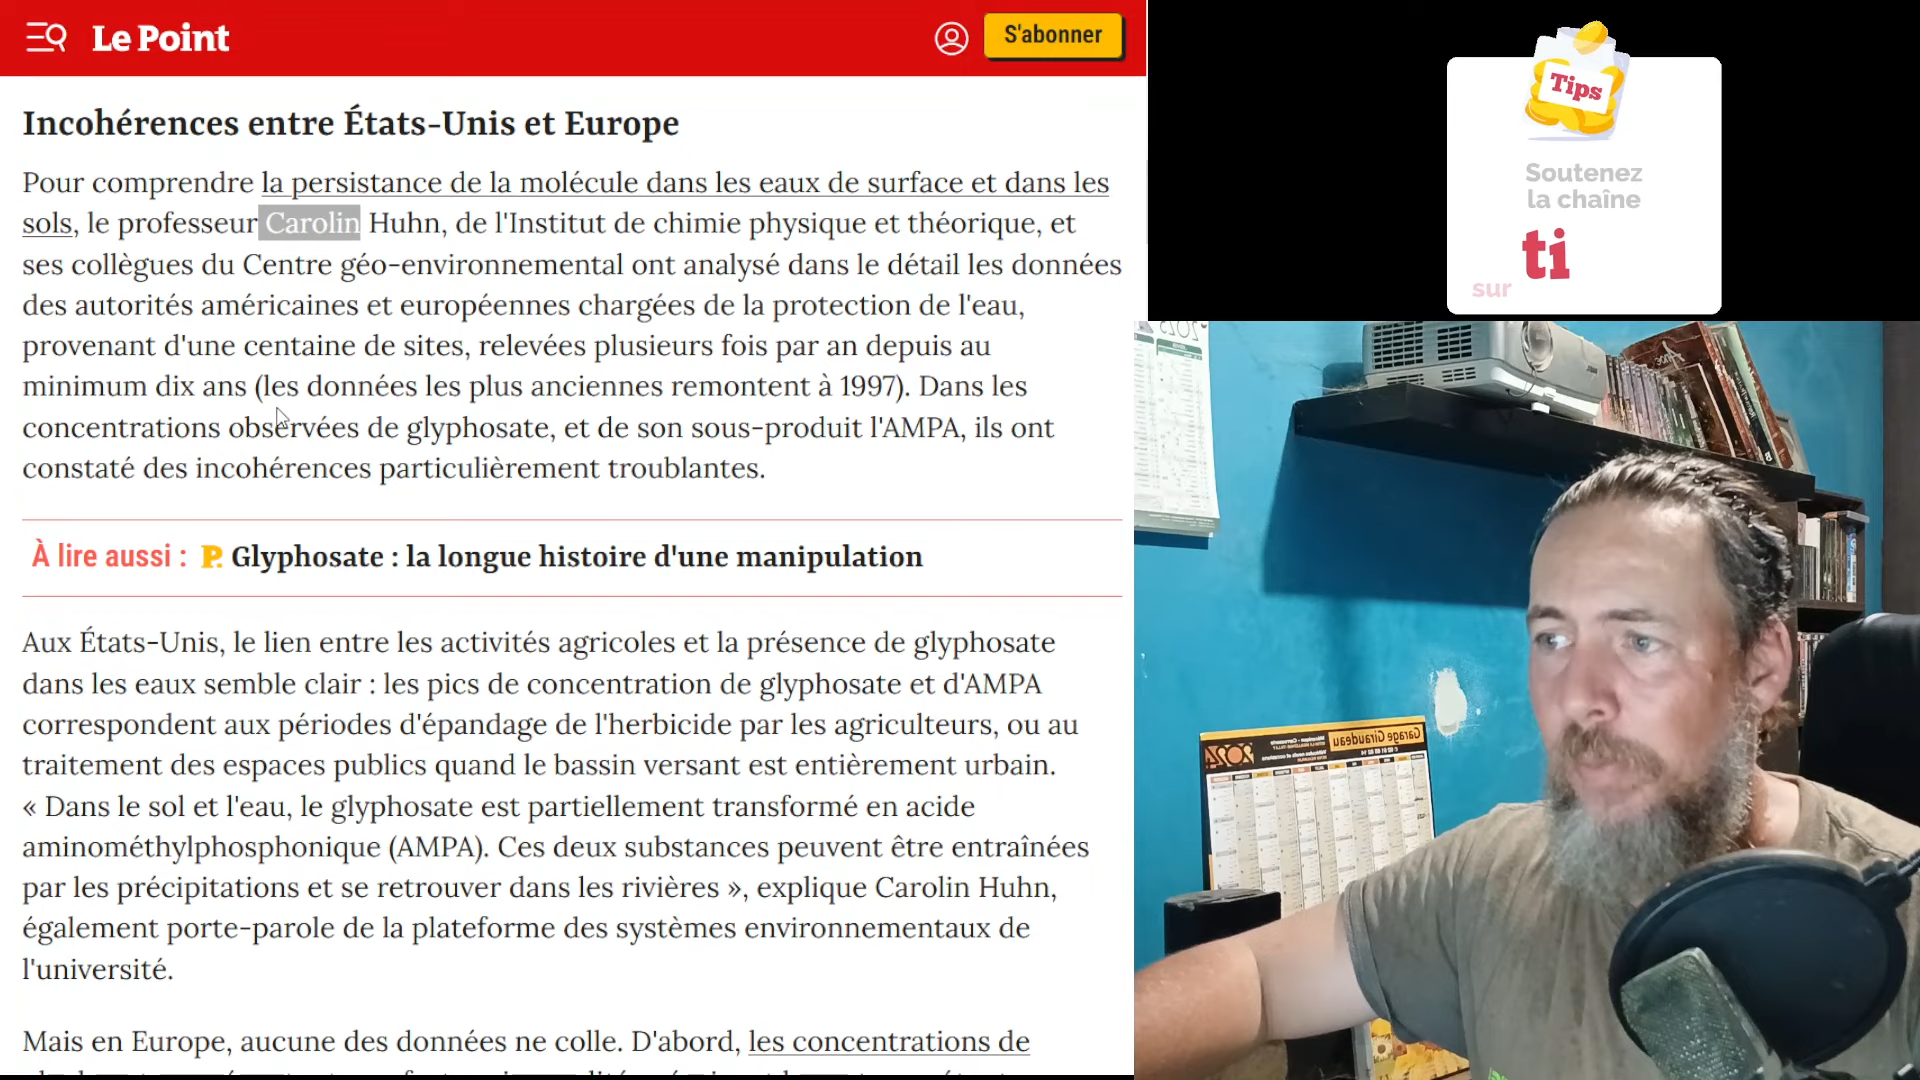 Le Point
S'abonner
Incohérences entre États-Unis et Europe
Pour comprendre la persistance de la molécule dans les eaux de surface et dans les
sols, le professeur Carolin Huhn, de l'Institut de chimie physique et théorique, et
ses collègues du Centre géo-environnemental ont analysé dans le détail les données
des autorités américaines et européennes chargées de la protection de l'eau,
provenant d'une centaine de sites, relevées plusieurs fois par an depuis au
minimum dix ans (les données les plus anciennes remontent à 1997). Dans les
concentrations observées de glyphosate, et de son sous-produit l'AMPA, ils ont
constaté des incohérences particulièrement troublantes.
À lire aussi : P. Glyphosate : la longue histoire d'une manipulation
Aux États-Unis, le lien entre les activités agricoles et la présence de glyphosate
dans les eaux semble clair : les pics de concentration de glyphosate et d'AMPA
correspondent aux périodes d'épandage de l'herbicide par les agriculteurs, ou au
traitement des espaces publics quand le bassin versant est entièrement urbain.
« Dans le sol et l'eau, le glyphosate est partiellement transformé en acide
aminométhylphosphonique (AMPA). Ces deux substances peuvent être entraînées
par les précipitations et se retrouver dans les rivières », explique Carolin Huhn,
également porte-parole de la plateforme des systèmes environnementaux de
l'université.
Mais en Europe, aucune des données ne colle. D'abord, les concentrations de
Tips
Soutenez
la chaîne
sur ti
2025
Garage Giraudeau
2024